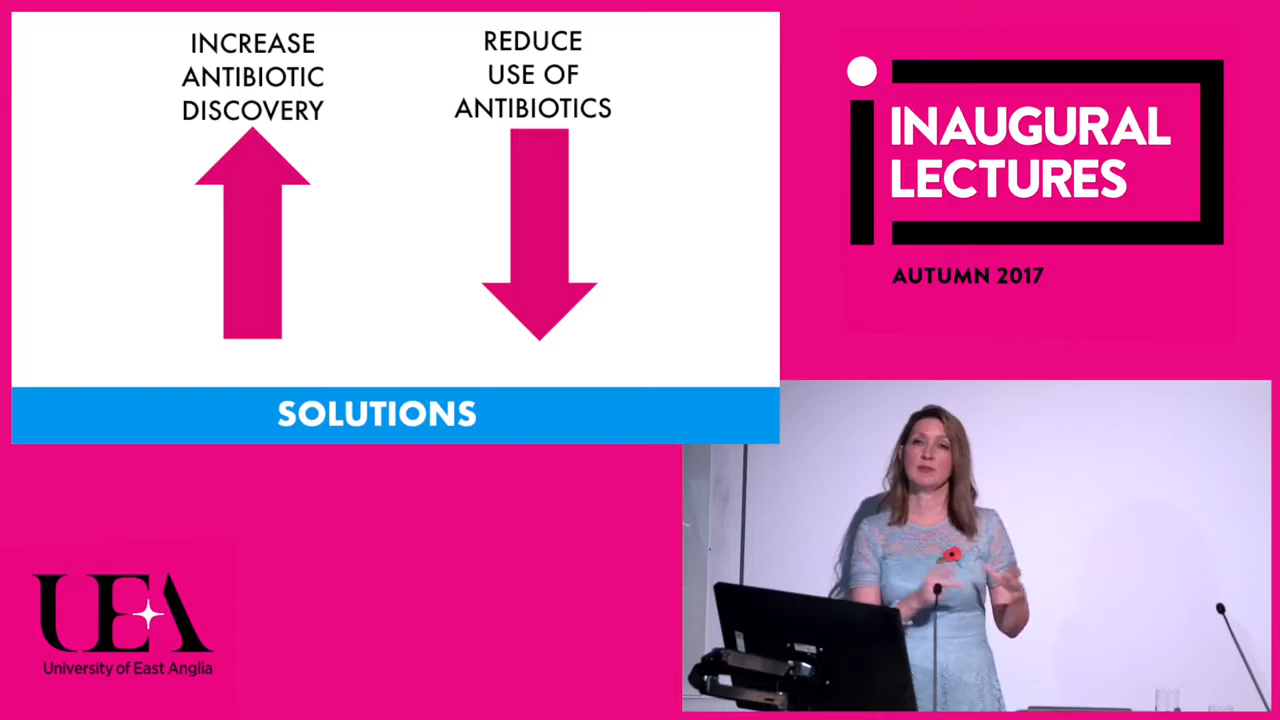 INCREASE
ANTIBIOTIC
DISCOVERY
REDUCE
USE OF
ANTIBIOTICS
SOLUTIONS
INAUGURAL
LECTURES
AUTUMN 2017
UEA
University of East Anglia